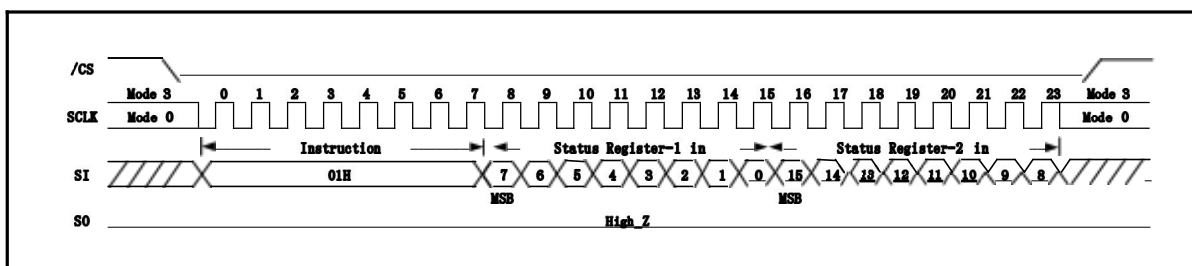 /CS
Mode 3 0 1 2 3 4 5 6 7 8 9 10 11 12 13 14 15 16 17 18 19 20 21 22 23 Mode 3
SCLK Mode 0 Mode 0
Instruction Status Register-1 in Status Register-2 in
SI 01H 7 6 5 4 3 2 1 0 15 14 13 12 11 10 9 8
MSB MSB
SO High_Z